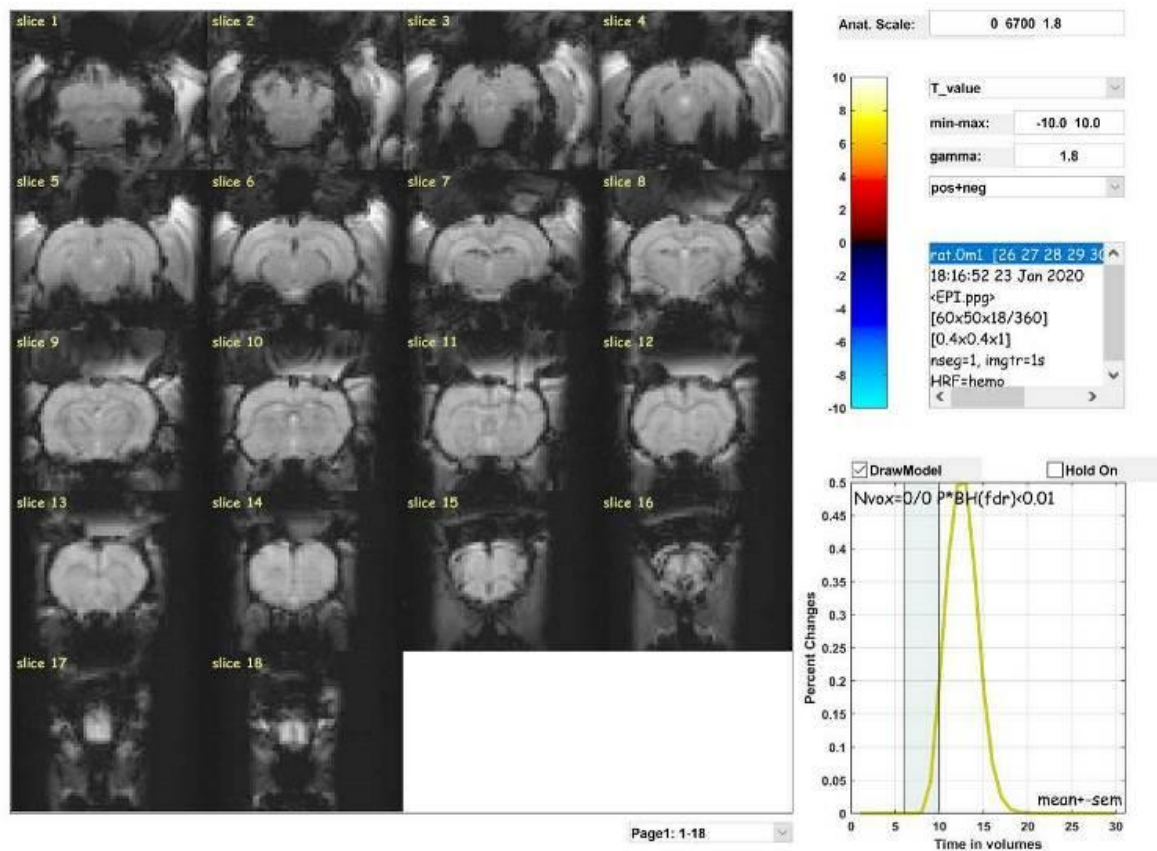 slice 1
slice 2
slice 3
slice 4
slice 5
slice 6
slice 7
slice 8
slice 9
slice 10
slice 11
slice 12
slice 13
slice 14
slice 15
slice 16
slice 17
slice 18
Page1: 1-18
Anat. Scale:
0 6700 1.8
10
8
6
4
2
0
-2
-4
-6
-8
-10
T_value
min-max:
-10.0 10.0
gamma:
1.8
pos+neg
rat.0m1 [26 27 28 29 30
18:16:52 23 Jan 2020
<EPI.ppg>
[60x50x18/360]
[0.4x0.4x1]
nseg=1, imgtr=1s
HRF=hemo
DrawModel
Hold On
Nvox=0/0 P*BH(fdr)<0.01
0.5
0.45
0.4
0.35
0.3
0.25
0.2
0.15
0.1
0.05
0
Percent Changes
mean+-sem
0 5 10 15 20 25 30
Time in volumes